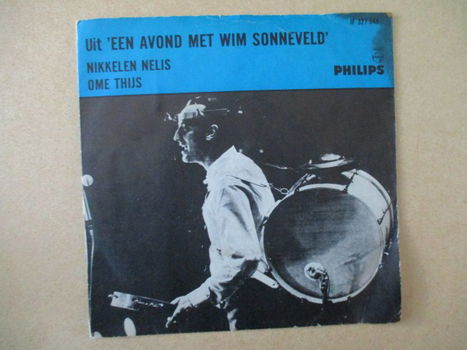 Uit 'EEN AVOND MET WIM SONNEVELD'
NIKKELEN NELIS
OME THIJS
PHILIPS